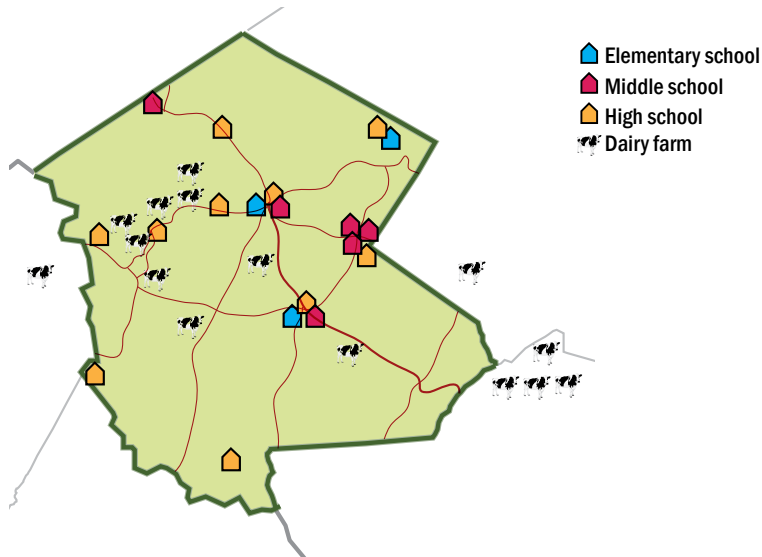 Elementary school
Middle school
High school
Dairy farm